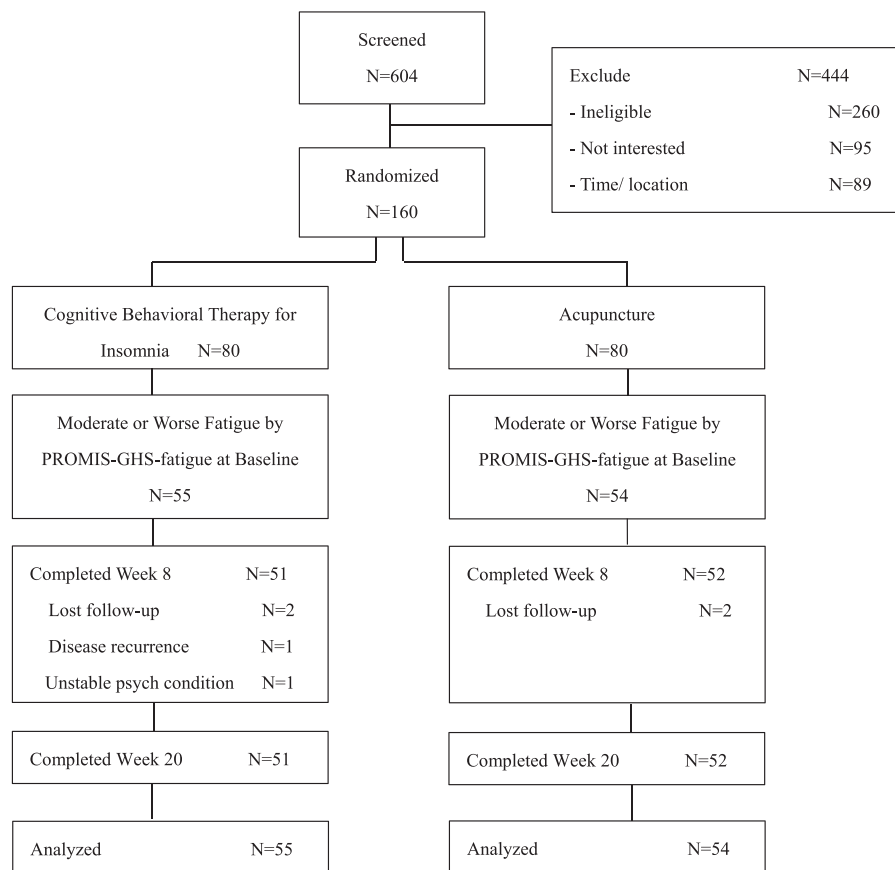 Screened
N=604
Exclude N=444
- Ineligible N=260
- Not interested N=95
- Time/ location N=89
Randomized
N=160
Cognitive Behavioral Therapy for
Insomnia N=80
Acupuncture
N=80
Moderate or Worse Fatigue by
PROMIS-GHS-fatigue at Baseline
N=55
Moderate or Worse Fatigue by
PROMIS-GHS-fatigue at Baseline
N=54
Completed Week 8 N=51
Lost follow-up N=2
Disease recurrence N=1
Unstable psych condition N=1
Completed Week 8 N=52
Lost follow-up N=2
Completed Week 20 N=51
Completed Week 20 N=52
Analyzed N=55
Analyzed N=54